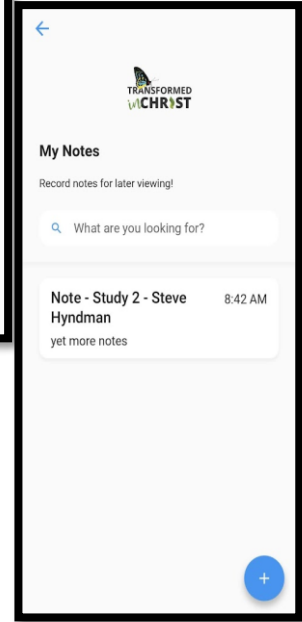 TRANSFORMED
inCHRIST
My Notes
Record notes for later viewing!
What are you looking for?
Note - Study 2 - Steve 8:42 AM
Hyndman
yet more notes
+